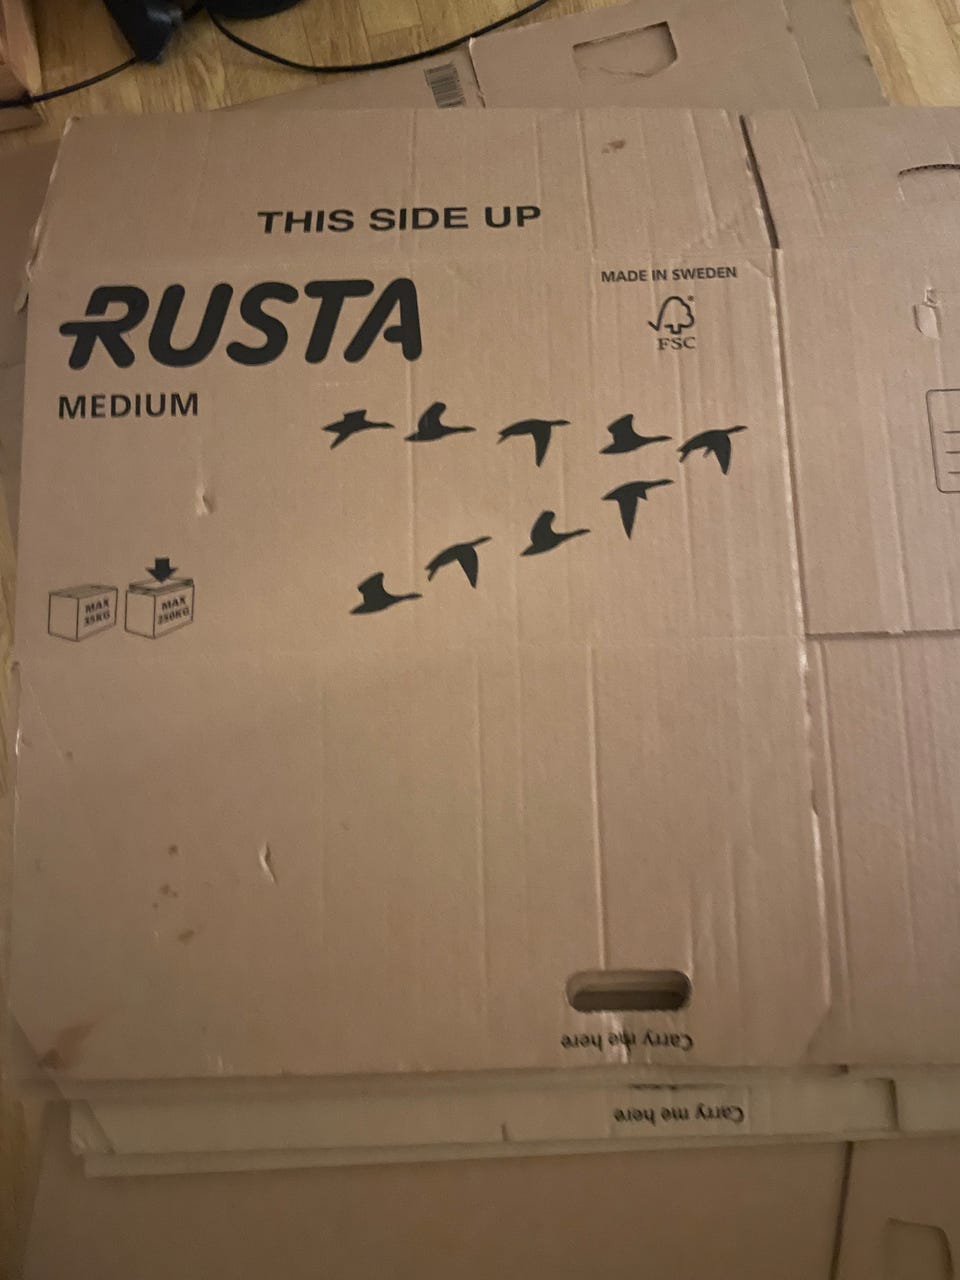 THIS SIDE UP
MADE IN SWEDEN
RUSTA
FSC
MEDIUM
MAX
35KG
MAX
250KG
Carry me here
Carry me here